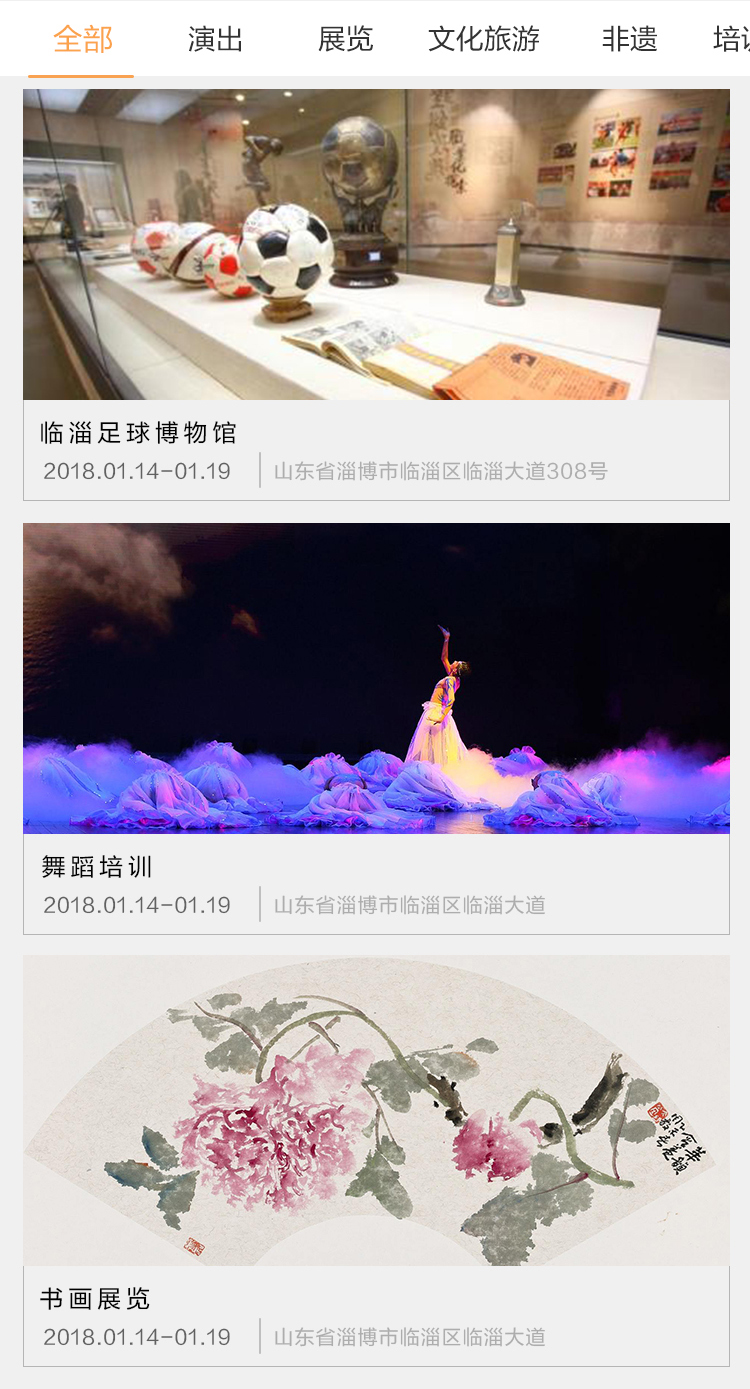 全部 演出 展览 文化旅游 非遗 培训
临淄足球博物馆
2018.01.14-01.19 山东省淄博市临淄区临淄大道308号
舞蹈培训
2018.01.14-01.19 山东省淄博市临淄区临淄大道
书画展览
2018.01.14-01.19 山东省淄博市临淄区临淄大道